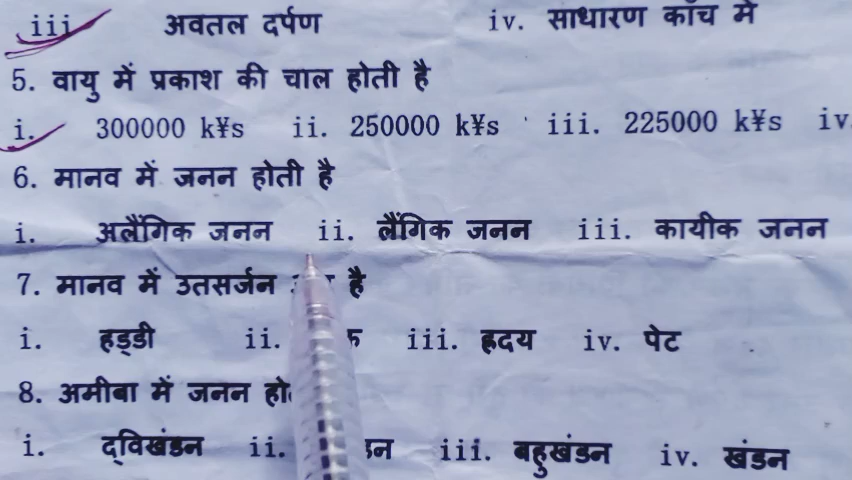 iii अवतल दर्पण iv. साधारण काँच मे
5. वायु में प्रकाश की चाल होती है
i. 300000 k¥s ii. 250000 k¥s iii. 225000 k¥s iv.
6. मानव में जनन होती है
i. अलैंगिक जनन ii. लैंगिक जनन iii. कायीक जनन
7. मानव में उतसर्जन है
i. हड्डी ii. iii. ह्रदय iv. पेट
8. अमीबा में जनन
i. द्विखंडन ii. iii. बहुखंडन iv. खंडन